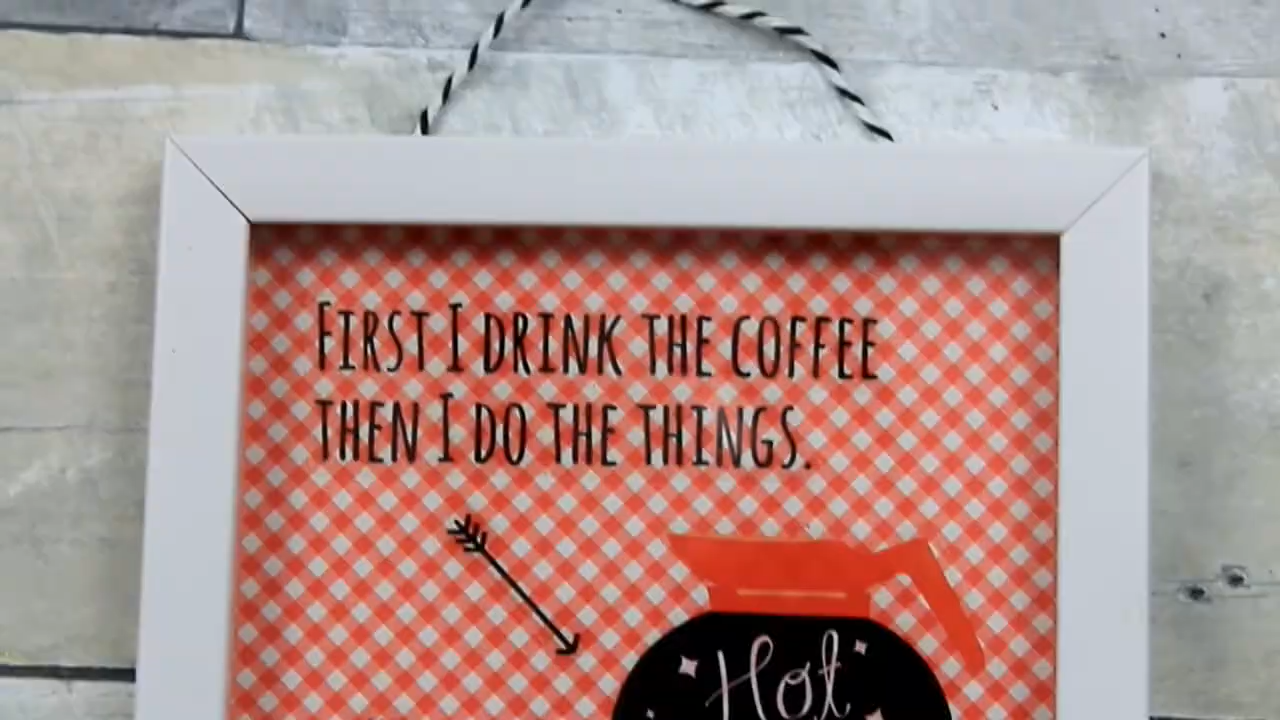 FIRST I DRINK THE COFFEE
THEN I DO THE THINGS.
Hot